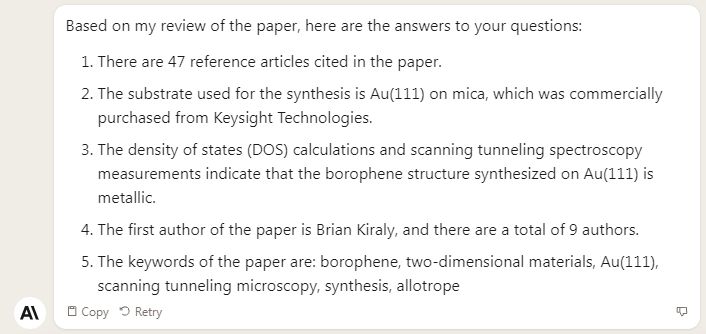 Based on my review of the paper, here are the answers to your questions:
1. There are 47 reference articles cited in the paper.
2. The substrate used for the synthesis is Au(111) on mica, which was commercially
purchased from Keysight Technologies.
3. The density of states (DOS) calculations and scanning tunneling spectroscopy
measurements indicate that the borophene structure synthesized on Au(111) is
metallic.
4. The first author of the paper is Brian Kiraly, and there are a total of 9 authors.
5. The keywords of the paper are: borophene, two-dimensional materials, Au(111),
scanning tunneling microscopy, synthesis, allotrope
A\
Copy Retry